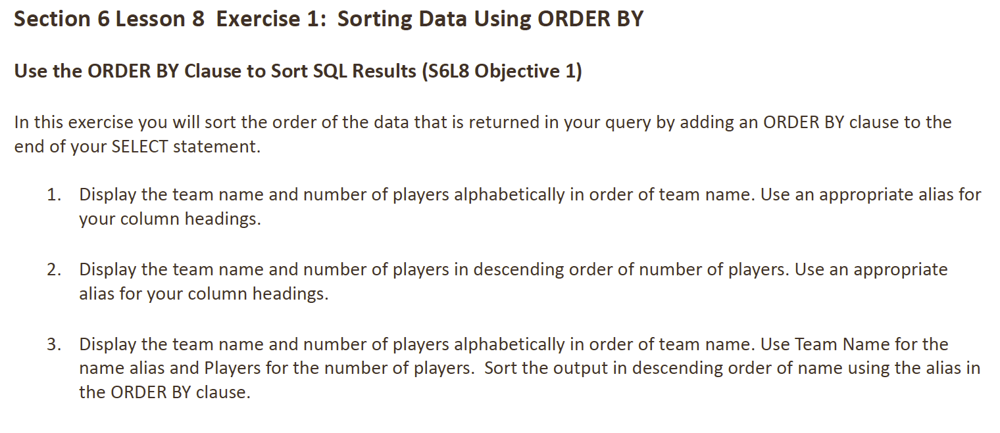 Section 6 Lesson 8  Exercise 1:  Sorting Data Using ORDER BY
Use the ORDER BY Clause to Sort SQL Results (S6L8 Objective 1)
In this exercise you will sort the order of the data that is returned in your query by adding an ORDER BY clause to the
end of your SELECT statement.
1. Display the team name and number of players alphabetically in order of team name. Use an appropriate alias for
your column headings.
2. Display the team name and number of players in descending order of number of players. Use an appropriate
alias for your column headings.
3. Display the team name and number of players alphabetically in order of team name. Use Team Name for the
name alias and Players for the number of players.  Sort the output in descending order of name using the alias in
the ORDER BY clause.